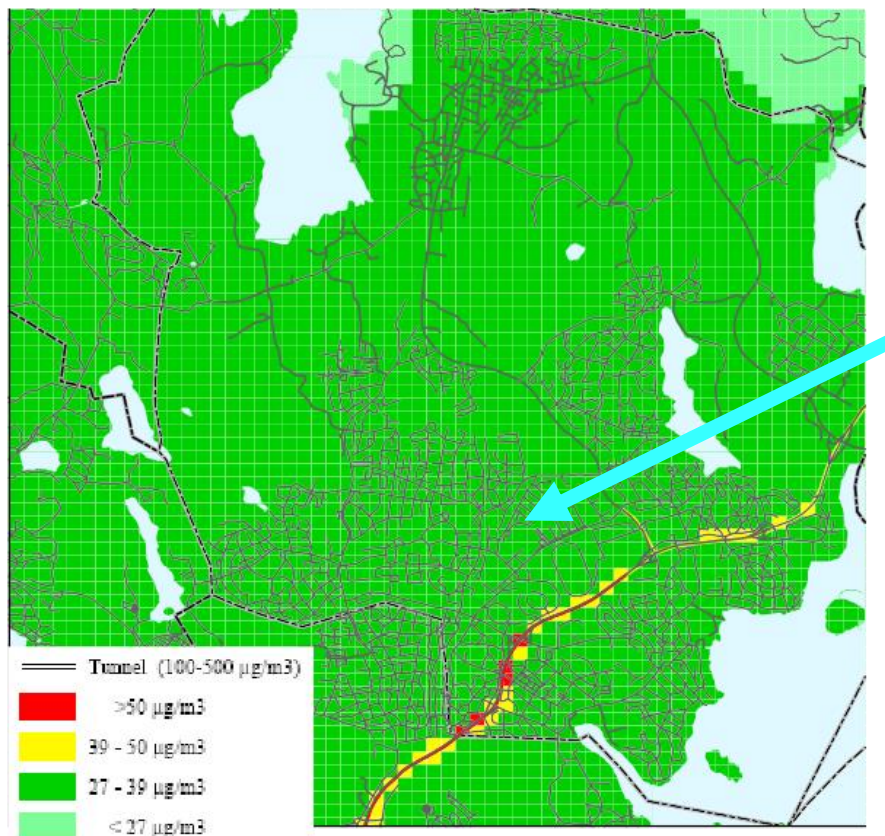 Tunnel (100-500 µg/m3)
>50 µg/m3
39 - 50 µg/m3
27 - 39 µg/m3
< 27 µg/m3